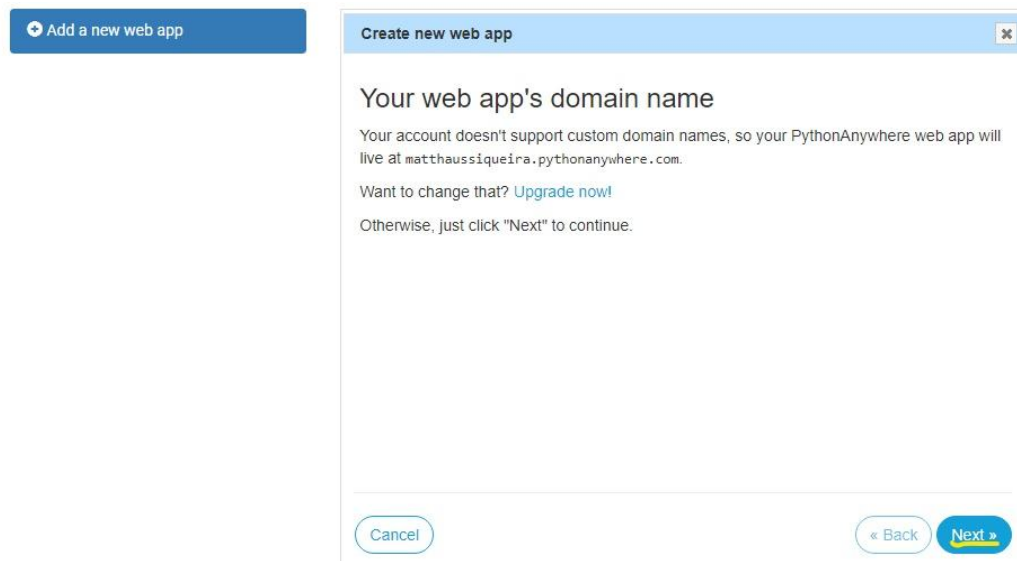 Add a new web app
Create new web app
Your web app's domain name
Your account doesn't support custom domain names, so your PythonAnywhere web app will
live at matthaussiqueira.pythonanywhere.com.
Want to change that? Upgrade now!
Otherwise, just click "Next" to continue.
Cancel
« Back
Next »